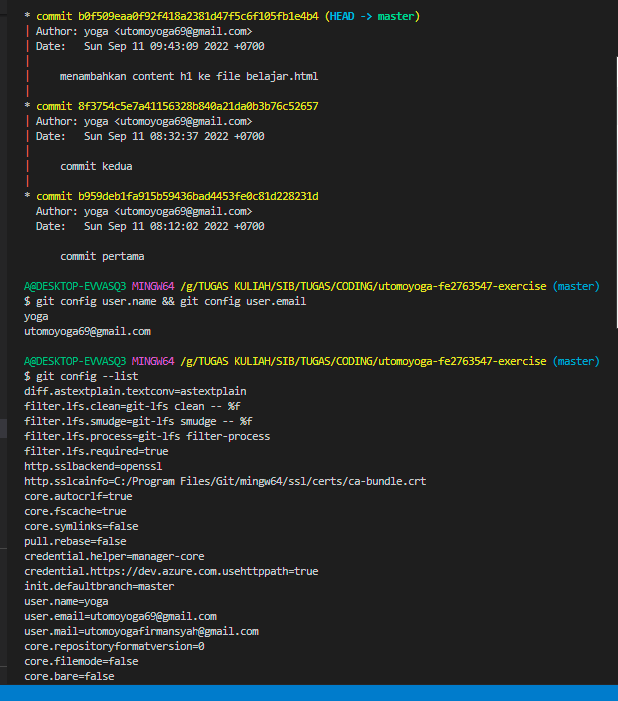 * commit b0f509eaa0f92f418a2381d47f5c6f105fb1e4b4 (HEAD -> master)
| Author: yoga <utomoyoga69@gmail.com>
| Date:   Sun Sep 11 09:43:09 2022 +0700
|
|     menambahkan content h1 ke file belajar.html
|
* commit 8f3754c5e7a41156328b840a21da0b3b76c52657
| Author: yoga <utomoyoga69@gmail.com>
| Date:   Sun Sep 11 08:32:37 2022 +0700
|
|     commit kedua
|
* commit b959deb1fa915b59436bad4453fe0c81d228231d
  Author: yoga <utomoyoga69@gmail.com>
  Date:   Sun Sep 11 08:12:02 2022 +0700

      commit pertama

A@DESKTOP-EVVASQ3 MINGW64 /g/TUGAS KULIAH/SIB/TUGAS/CODING/utomoyoga-fe2763547-exercise (master)
$ git config user.name && git config user.email
yoga
utomoyoga69@gmail.com

A@DESKTOP-EVVASQ3 MINGW64 /g/TUGAS KULIAH/SIB/TUGAS/CODING/utomoyoga-fe2763547-exercise (master)
$ git config --list
diff.astextplain.textconv=astextplain
filter.lfs.clean=git-lfs clean -- %f
filter.lfs.smudge=git-lfs smudge -- %f
filter.lfs.process=git-lfs filter-process
filter.lfs.required=true
http.sslbackend=openssl
http.sslcainfo=C:/Program Files/Git/mingw64/ssl/certs/ca-bundle.crt
core.autocrlf=true
core.fscache=true
core.symlinks=false
pull.rebase=false
credential.helper=manager-core
credential.https://dev.azure.com.usehttppath=true
init.defaultbranch=master
user.name=yoga
user.email=utomoyoga69@gmail.com
user.mail=utomoyogafirmansyah@gmail.com
core.repositoryformatversion=0
core.filemode=false
core.bare=false